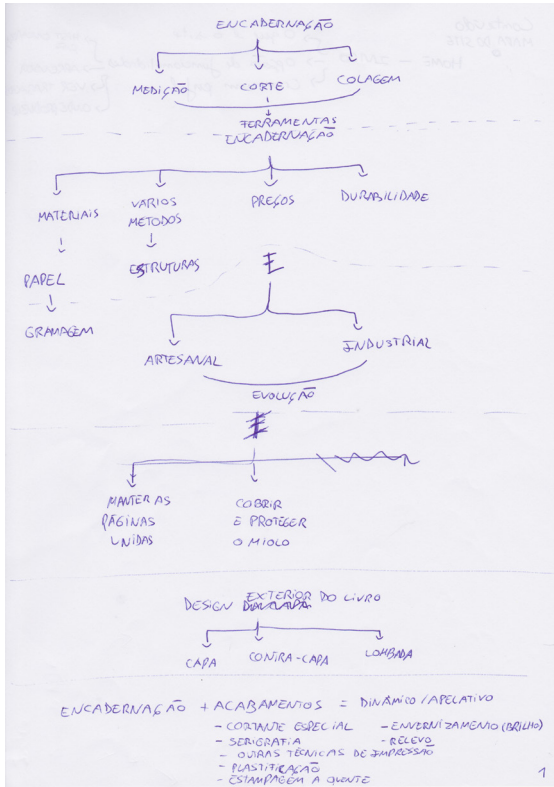 ENCADERNAÇÃO
MEDIÇÃO CORTE COLAGEM
FERRAMENTAS
ENCADERNAÇÃO
MATERIAIS VARIOS METODOS PREÇOS DURABILIDADE
PAPEL ESTRUTURAS
GRAMAGEM
E
ARTESANAL INDUSTRIAL
EVOLUÇÃO
MANTER AS COBRIR
PÁGINAS E PROTEGER
UNIDAS O MIOLO
DESIGN EXTERIOR DO LIVRO
CAPA CONTRA-CAPA LOMBADA
ENCADERNAÇÃO + ACABAMENTOS = DINÂMICO/APELATIVO
- CORTANTE ESPECIAL - ENVERNIZAMENTO (BRILHO)
- SERIGRAFIA - RELEVO
- OUTRAS TÉCNICAS DE IMPRESSÃO
- PLASTIFICAÇÃO
- ESTAMPAGEM A QUENTE
1